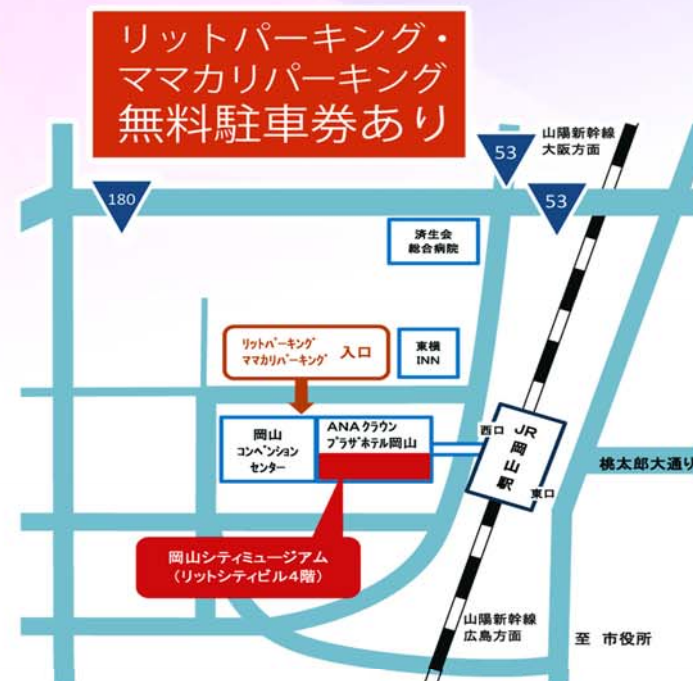 リットパーキング・
ママカリパーキング
無料駐車券あり
山陽新幹線
大阪方面
53
53
180
済生会
総合病院
リットパーキング
ママカリパーキング 入口
東横
INN
岡山
コンベンション
センター
ANAクラウン
プラザホテル岡山
西口
JR岡山駅
東口
桃太郎大通り
岡山シティミュージアム
(リットシティビル4階)
山陽新幹線
広島方面
至 市役所